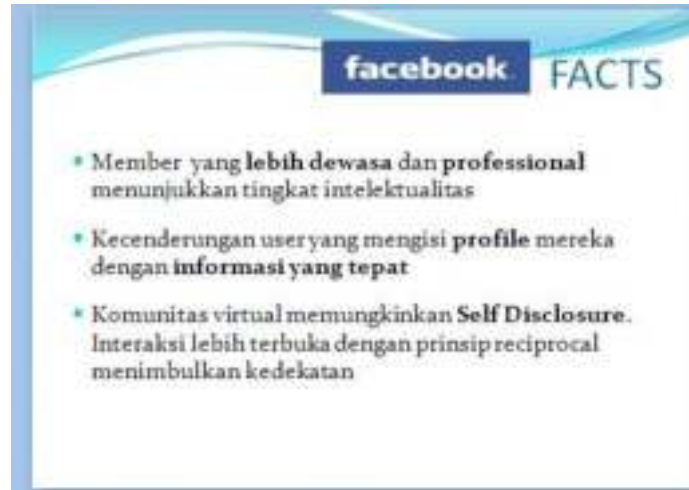 facebook FACTS
Member yang lebih dewasa dan professional
menunjukkan tingkat intelektualitas
Kecenderungan user yang mengisi profile mereka
dengan informasi yang tepat
Komunitas virtual memungkinkan Self Disclosure.
Interaksi lebih terbuka dengan prinsip reciprocal
menimbulkan kedekatan